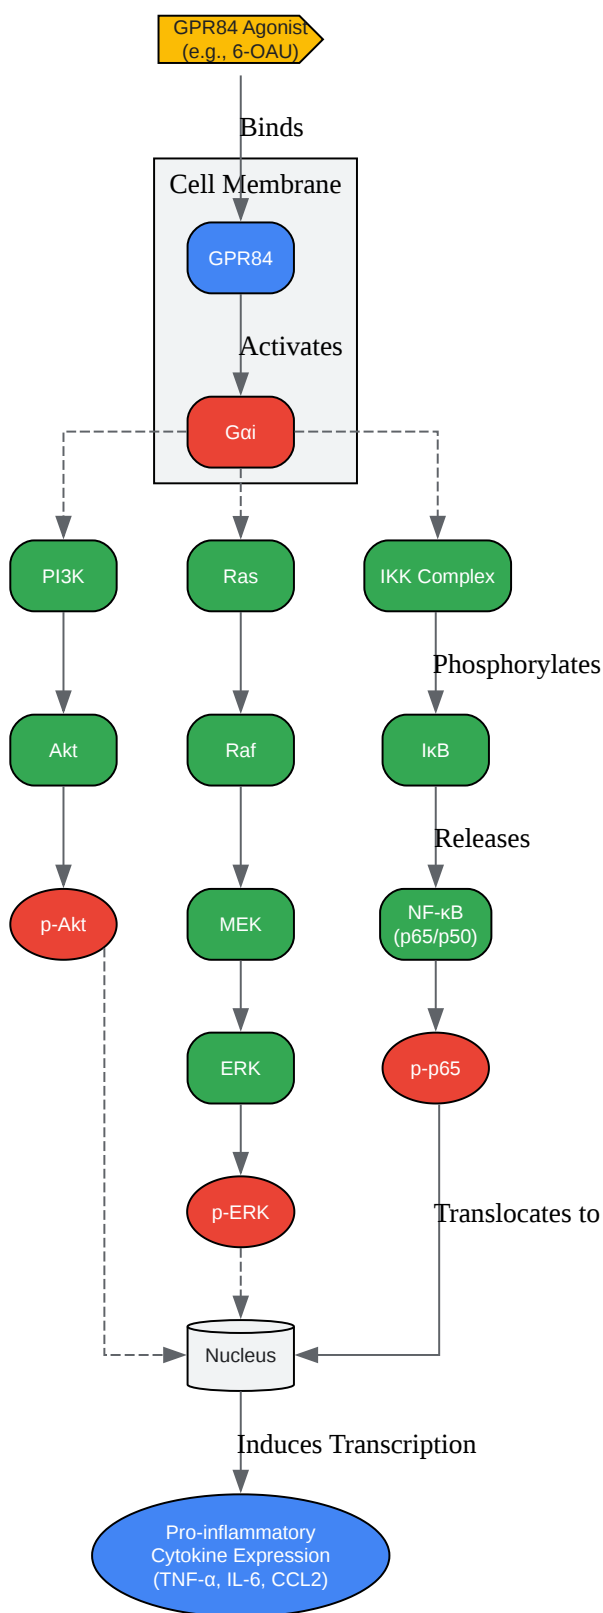 GPR84 Agonist
(e.g., 6-OAU)
Binds
Cell Membrane
GPR84
Activates
Gαi
PI3K
Ras
IKK Complex
Phosphorylates
Akt
Raf
IκB
Releases
p-Akt
MEK
NF-κB
(p65/p50)
ERK
p-p65
p-ERK
Translocates to
Nucleus
Induces Transcription
Pro-inflammatory
Cytokine Expression
(TNF-α, IL-6, CCL2)